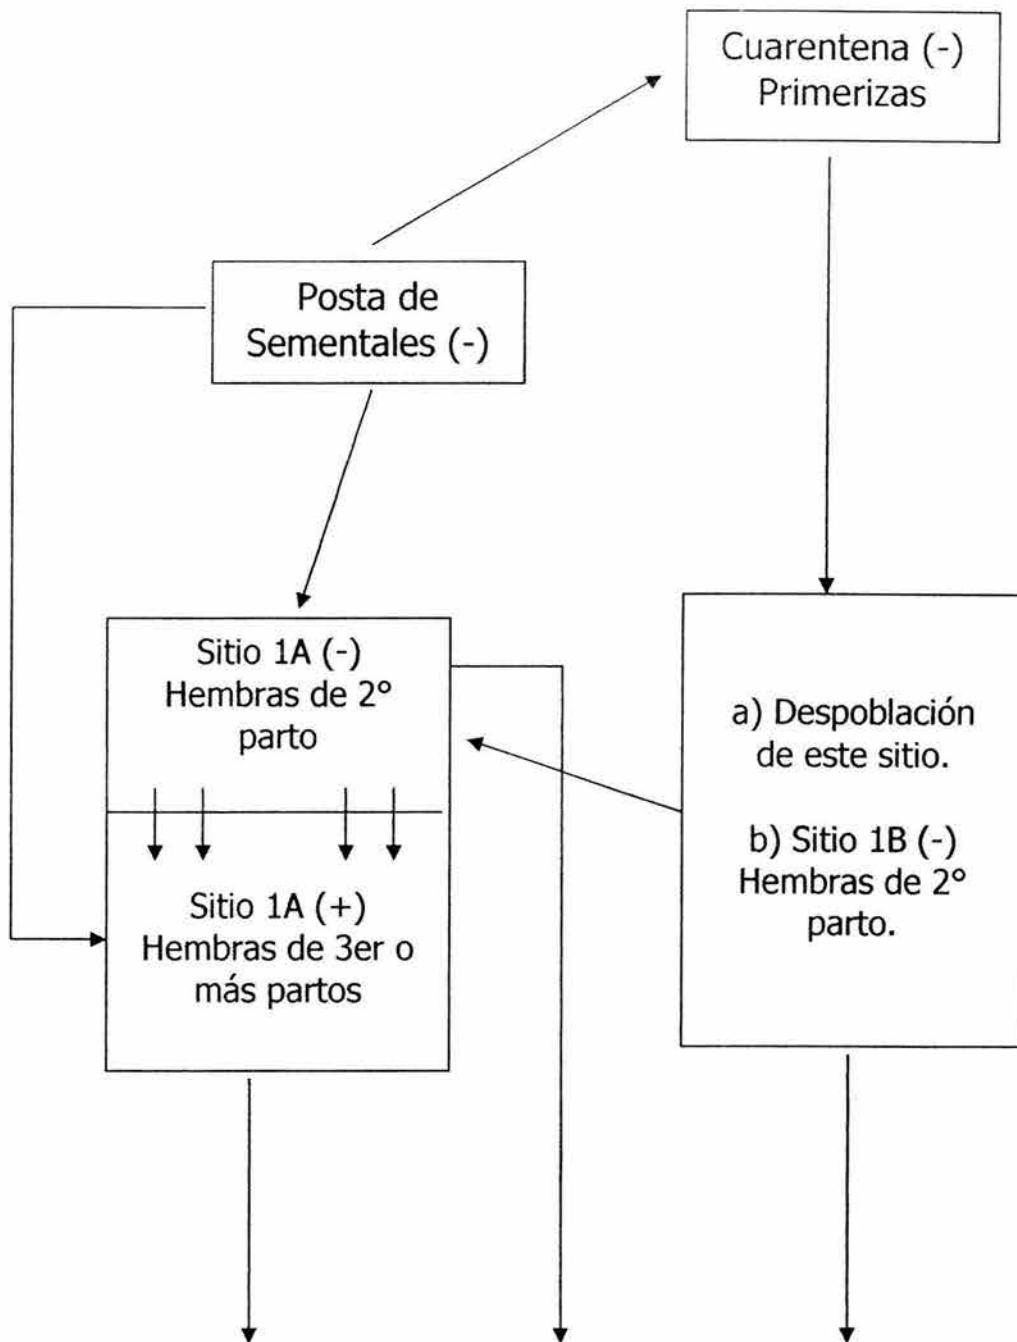 Cuarentena (-)
Primerizas
Posta de
Sementales (-)
Sitio 1A (-)
Hembras de 2°
parto
Sitio 1A (+)
Hembras de 3er o
más partos
a) Despoblación
de este sitio.
b) Sitio 1B (-)
Hembras de 2°
parto.